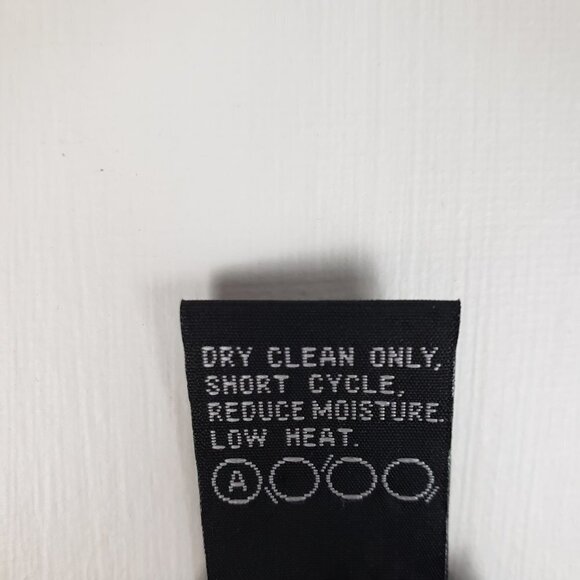 DRY CLEAN ONLY,
SHORT CYCLE,
REDUCE MOISTURE.
LOW HEAT.
A